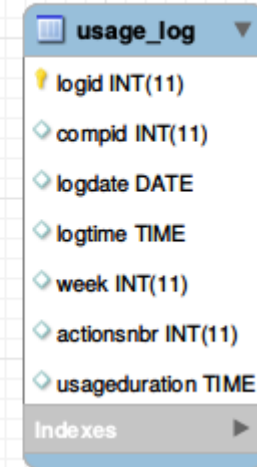 usage_log
logid INT(11)
compid INT(11)
logdate DATE
logtime TIME
week INT(11)
actionsnbr INT(11)
usageduration TIME
Indexes